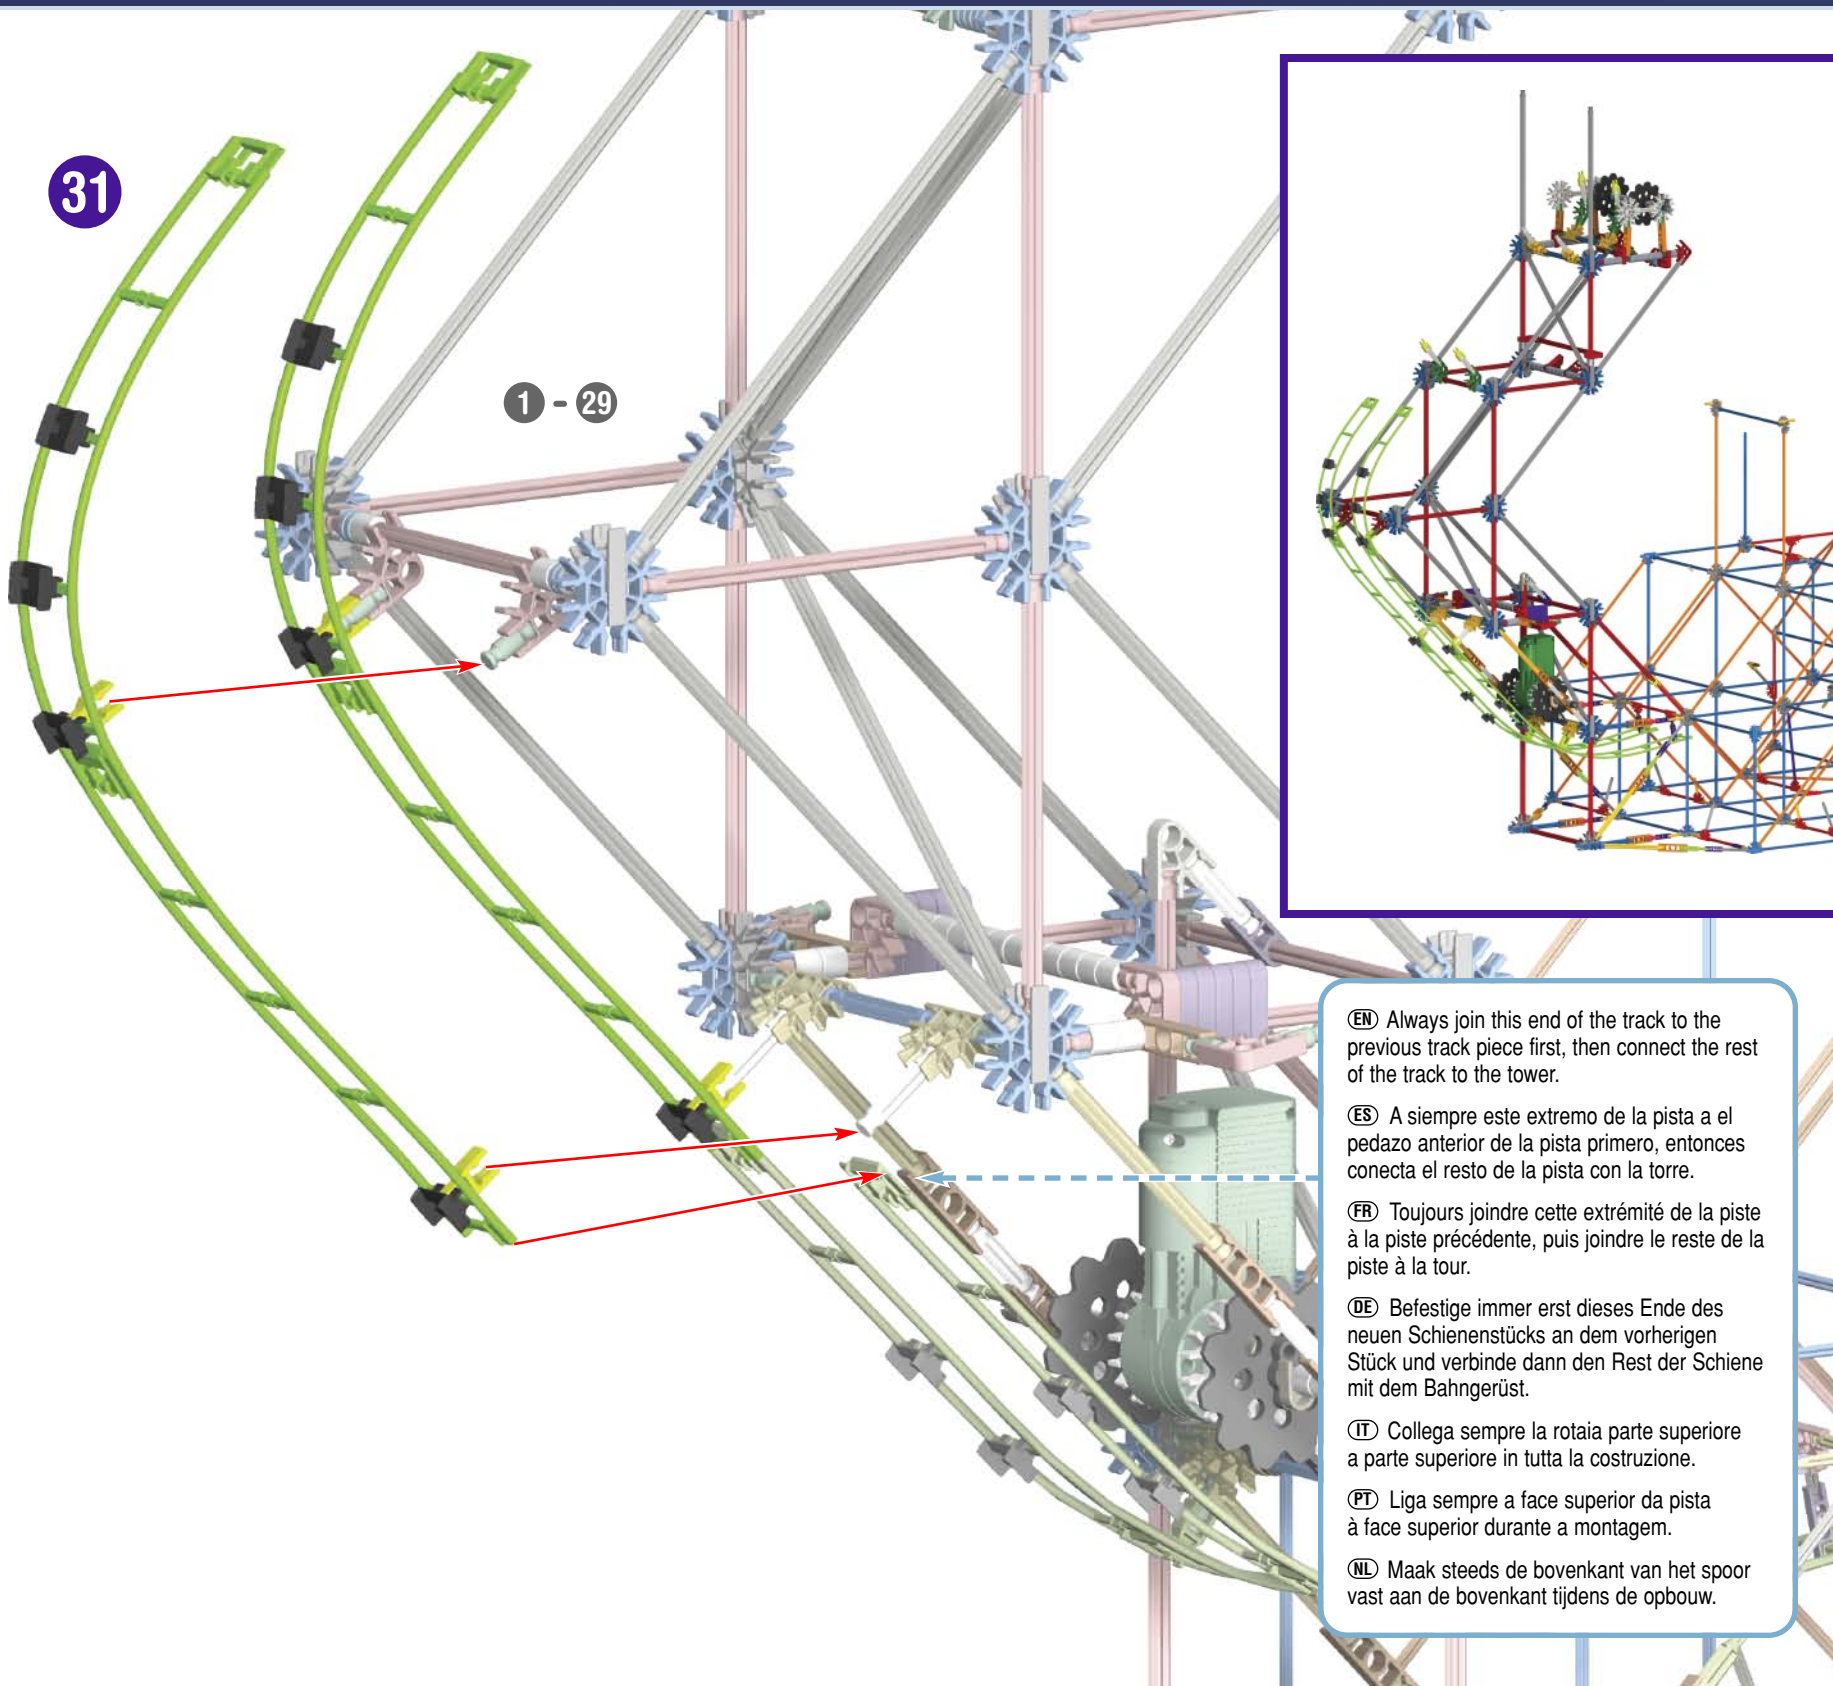 31
1 - 29
EN Always join this end of the track to the
previous track piece first, then connect the rest
of the track to the tower.
ES A siempre este extremo de la pista a el
pedazo anterior de la pista primero, entonces
conecta el resto de la pista con la torre.
FR Toujours joindre cette extrémité de la piste
à la piste précédente, puis joindre le reste de la
piste à la tour.
DE Befestige immer erst dieses Ende des
neuen Schienenstücks an dem vorherigen
Stück und verbinde dann den Rest der Schiene
mit dem Bahngerüst.
IT Collega sempre la rotaia parte superiore
a parte superiore in tutta la costruzione.
PT Liga sempre a face superior da pista
à face superior durante a montagem.
NL Maak steeds de bovenkant van het spoor
vast aan de bovenkant tijdens de opbouw.